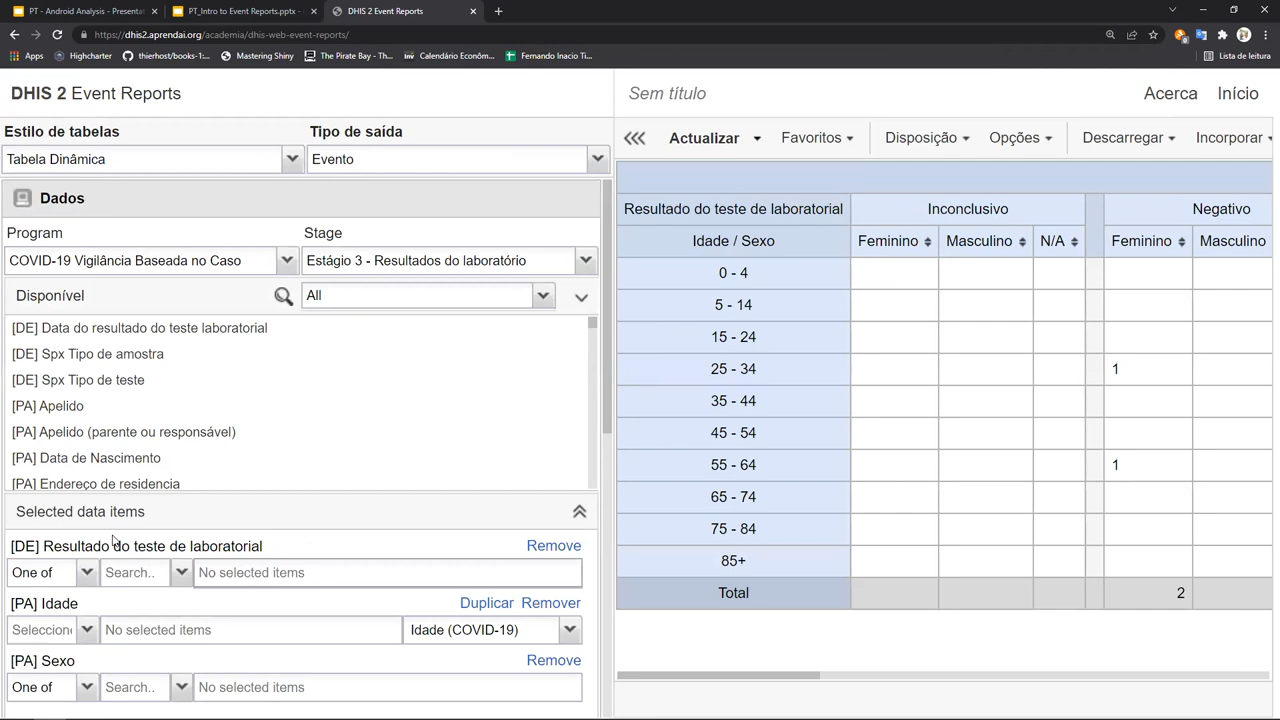 PT - Android Analysis - Presenta
PT_Intro to Event Reports.pptx -
DHIS 2 Event Reports
https://dhis2.aprendai.org/academia/dhis-web-event-reports/
Apps
Highcharter
thierhost/books-1:...
Mastering Shiny
The Pirate Bay - Th...
Calendário Econôm...
Fernando Inacio Ti...
Lista de leitura
DHIS 2 Event Reports
Sem título
Acerca
Início
Estilo de tabelas
Tipo de saída
Tabela Dinâmica
Evento
Actualizar
Favoritos
Disposição
Opções
Descarregar
Incorporar
Dados
Program
Stage
COVID-19 Vigilância Baseada no Caso
Estágio 3 - Resultados do laboratório
Disponível
All
[DE] Data do resultado do teste laboratorial
[DE] Spx Tipo de amostra
[DE] Spx Tipo de teste
[PA] Apelido
[PA] Apelido (parente ou responsável)
[PA] Data de Nascimento
[PA] Endereço de residencia
Selected data items
[DE] Resultado do teste de laboratorial
Remove
One of
Search..
No selected items
[PA] Idade
Duplicar
Remover
Seleccione
No selected items
Idade (COVID-19)
[PA] Sexo
Remove
One of
Search..
No selected items
Resultado do teste de laboratorial
Inconclusivo
Negativo
Idade / Sexo
Feminino
Masculino
N/A
Feminino
Masculino
0 - 4
5 - 14
15 - 24
25 - 34
1
35 - 44
45 - 54
55 - 64
1
65 - 74
75 - 84
85+
Total
2